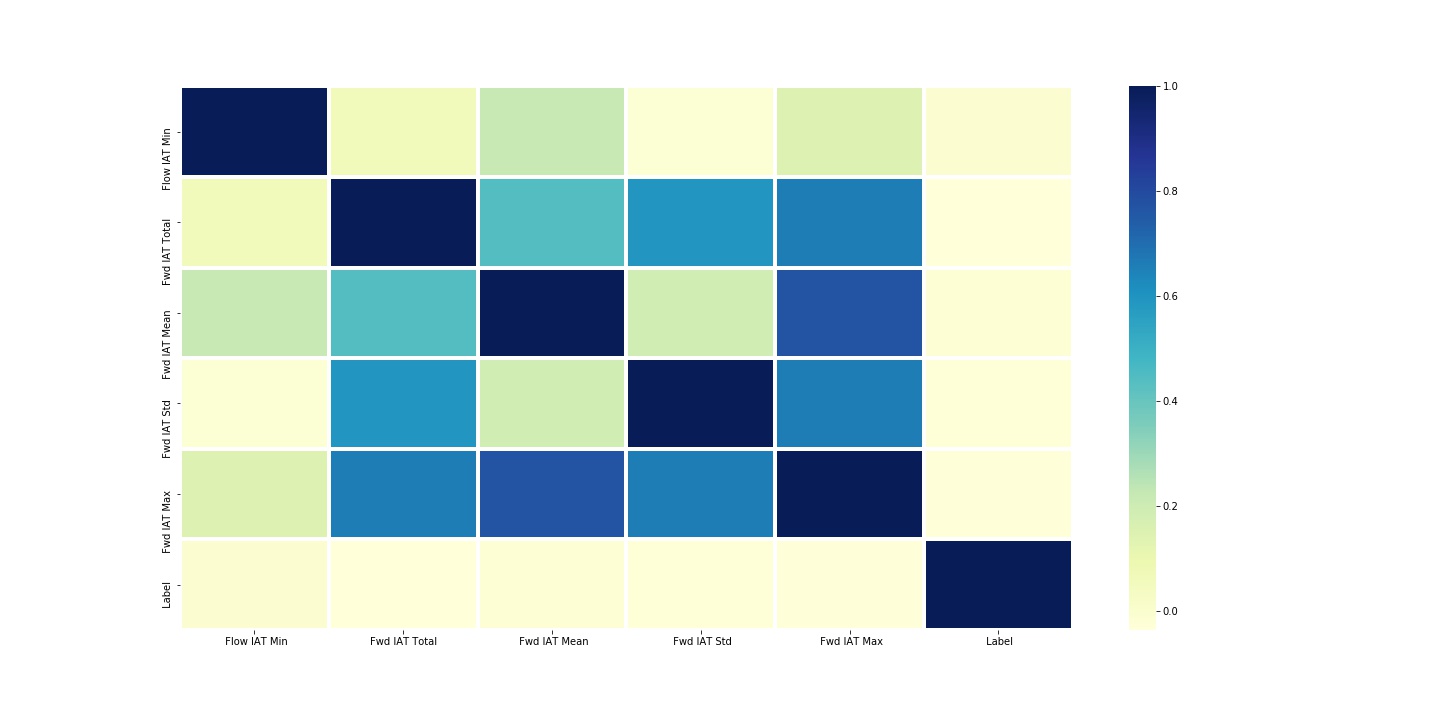 Flow IAT Min
Fwd IAT Total
Fwd IAT Mean
Fwd IAT Std
Fwd IAT Max
Label
Flow IAT Min
Fwd IAT Total
Fwd IAT Mean
Fwd IAT Std
Fwd IAT Max
Label
1.0
0.8
0.6
0.4
0.2
0.0